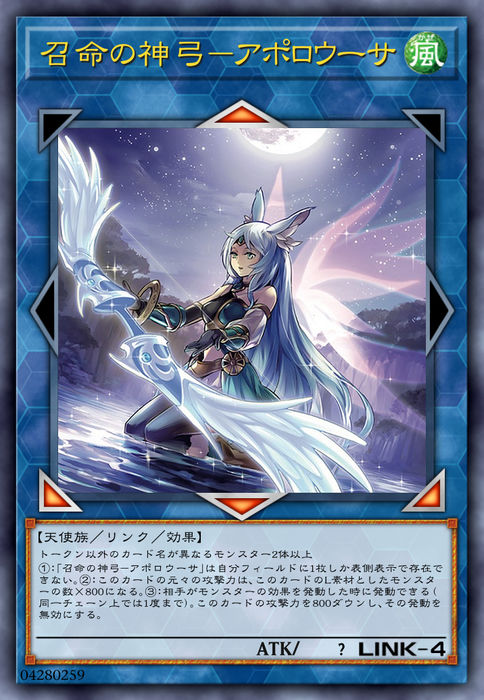 召命の神弓－アポロウーサ
かぜ
風
【天使族／リンク／効果】
トークン以外のカード名が異なるモンスター2体以上
①:「召命の神弓－アポロウーサ」は自分フィールドに1枚しか表側表示で存在で
きない。②:このカードの元々の攻撃力は、このカードのL素材としたモンスター
の数×800になる。③:相手がモンスターの効果を発動した時に発動できる(
同一チェーン上では1度まで)。このカードの攻撃力を800ダウンし、その発動を
無効にする。
ATK/ ? LINK-4
04280259